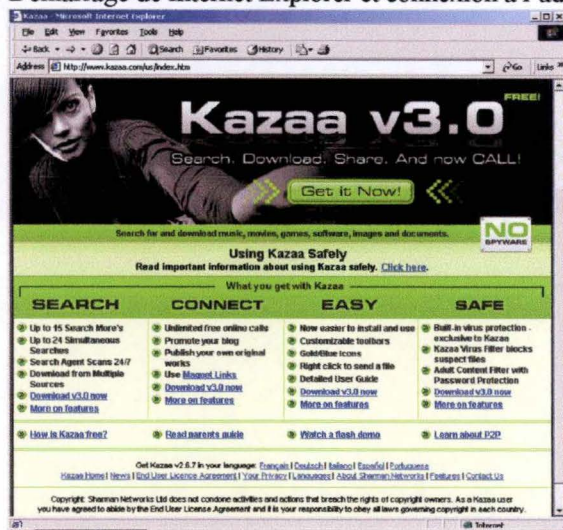 Démarrage de Internet Explorer et connexion à l'ad
Kazaa - Microsoft Internet Explorer
File Edit View Favorites Tools Help
Back Search Favorites History
Address http://www.kazaa.com/us/index.htm Go Links
FREE!
Kazaa v3.0
Search. Download. Share. And now CALL!
Get it Now!
Search for and download music, movies, games, software, images and documents.
NO
SPYWARE
Using Kazaa Safely
Read important information about using Kazaa safely. Click here.
What you get with Kazaa
SEARCH
Up to 15 Search More's
Up to 24 Simultaneous
Searches
Search Agent Scans 24/7
Download from Multiple
Sources
Download v3.0 now
More on features
CONNECT
Unlimited free online calls
Promote your blog
Publish your own original
works
Use Magnet Links
Download v3.0 now
More on features
EASY
Now easier to install and use
Customizable toolbars
Gold/Blue Icons
Right click to send a file
Detailed User Guide
Download v3.0 now
More on features
SAFE
Built-in virus protection -
exclusive to Kazaa
Kazaa Virus Filter blocks
suspect files
Adult Content Filter with
Password Protection
Download v3.0 now
More on features
How is Kazaa free? Read parents guide Watch a flash demo Learn about P2P
Get Kazaa v2.6.7 in your language: Français | Deutsch | Italiano | Español | Portuguese
Kazaa Home | News | End User Licence Agreement | Your Privacy | Languages | About Sharman Networks | Features | Contact Us
Copyright: Sharman Networks Ltd does not condone activities and actions that breach the rights of copyright owners. As a Kazaa user
you have agreed to abide by the End User License Agreement and it is your responsibility to obey all laws governing copyright in each country.
Internet